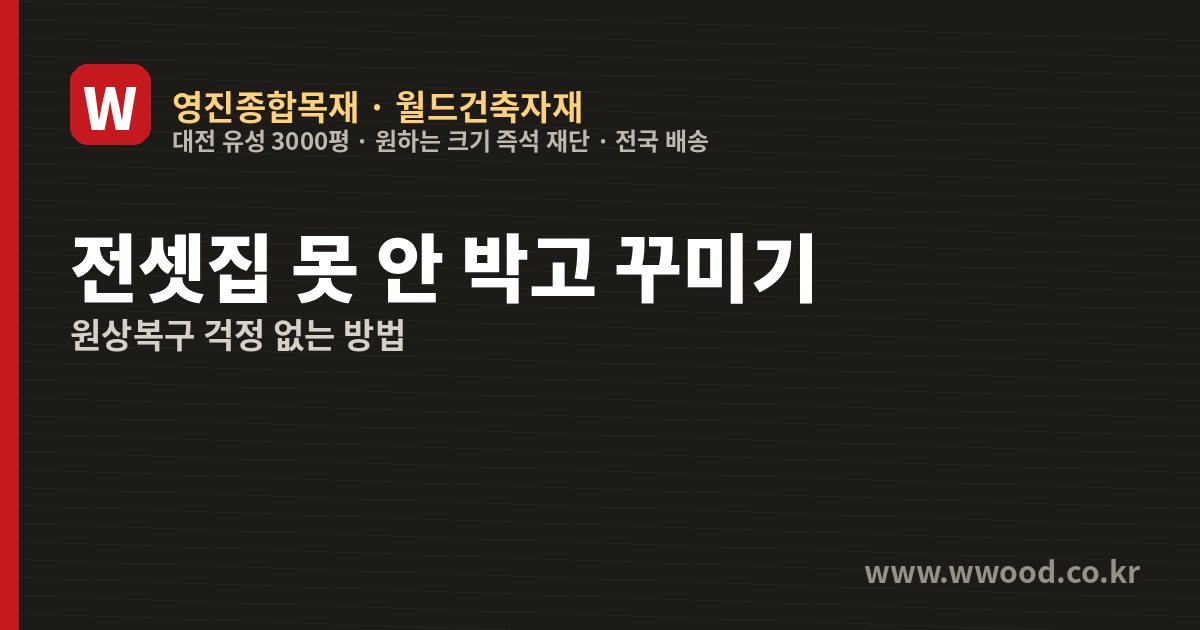 W
영진종합목재 · 월드건축자재
대전 유성 3000평 · 원하는 크기 즉석 재단 · 전국 배송
전셋집 못 안 박고 꾸미기
원상복구 걱정 없는 방법
www.wwood.co.kr